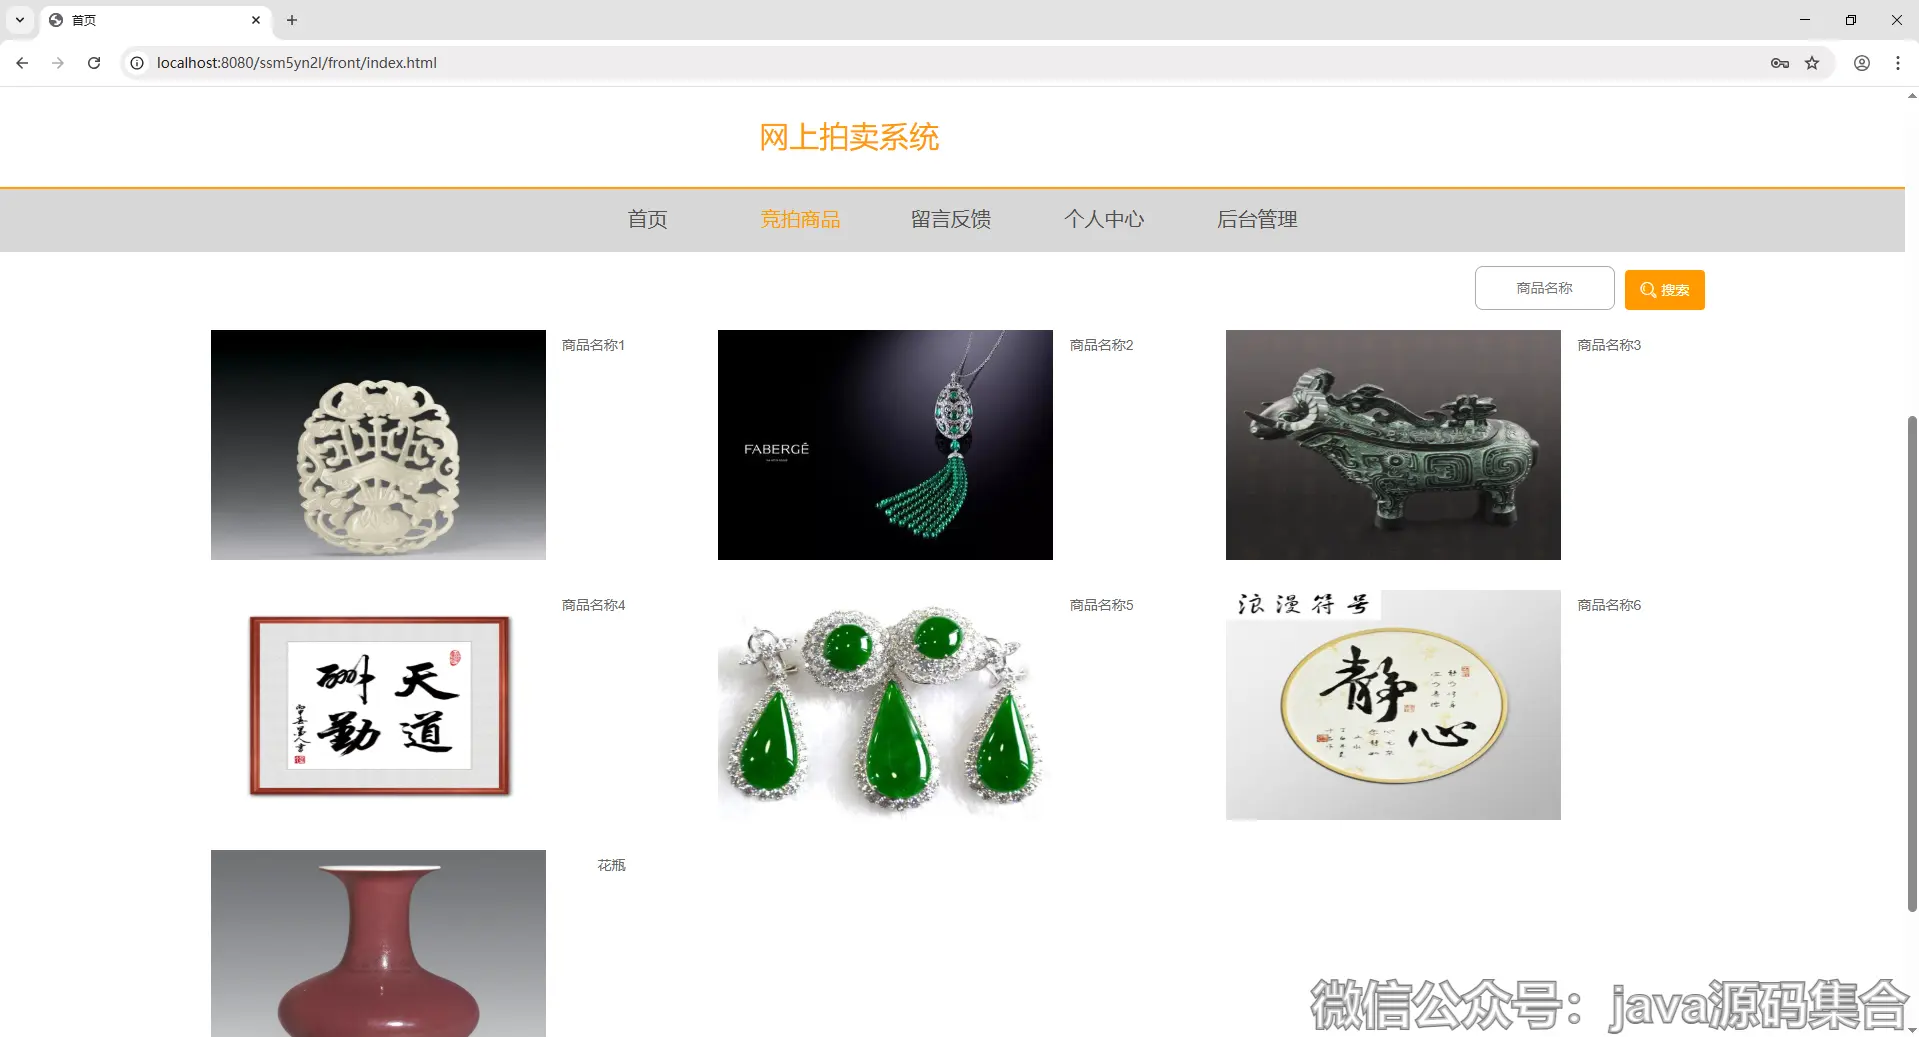 首页
localhost:8080/ssm5yn2l/front/index.html
网上拍卖系统
首页 竞拍商品 留言反馈 个人中心 后台管理
商品名称 搜索
商品名称1
FABERGÉ
商品名称2
商品名称3
天道
酬勤
商品名称4
商品名称5
浪漫符号
静心
商品名称6
花瓶
微信公众号：java源码集合